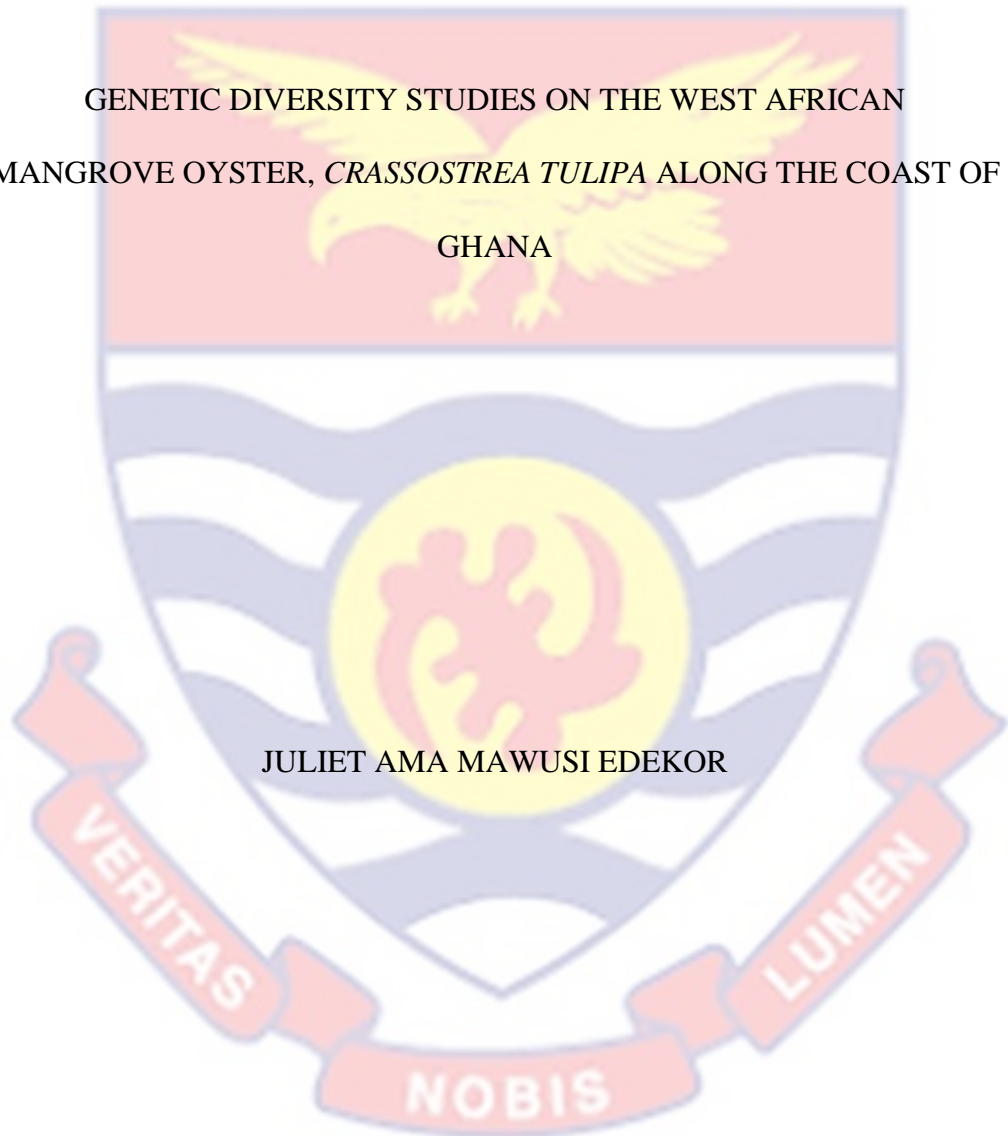 GENETIC DIVERSITY STUDIES ON THE WEST AFRICAN
MANGROVE OYSTER, CRASSOSTREA TULIPA ALONG THE COAST OF
GHANA
JULIET AMA MAWUSI EDEKOR
VERITAS
NOBIS
LUMEN